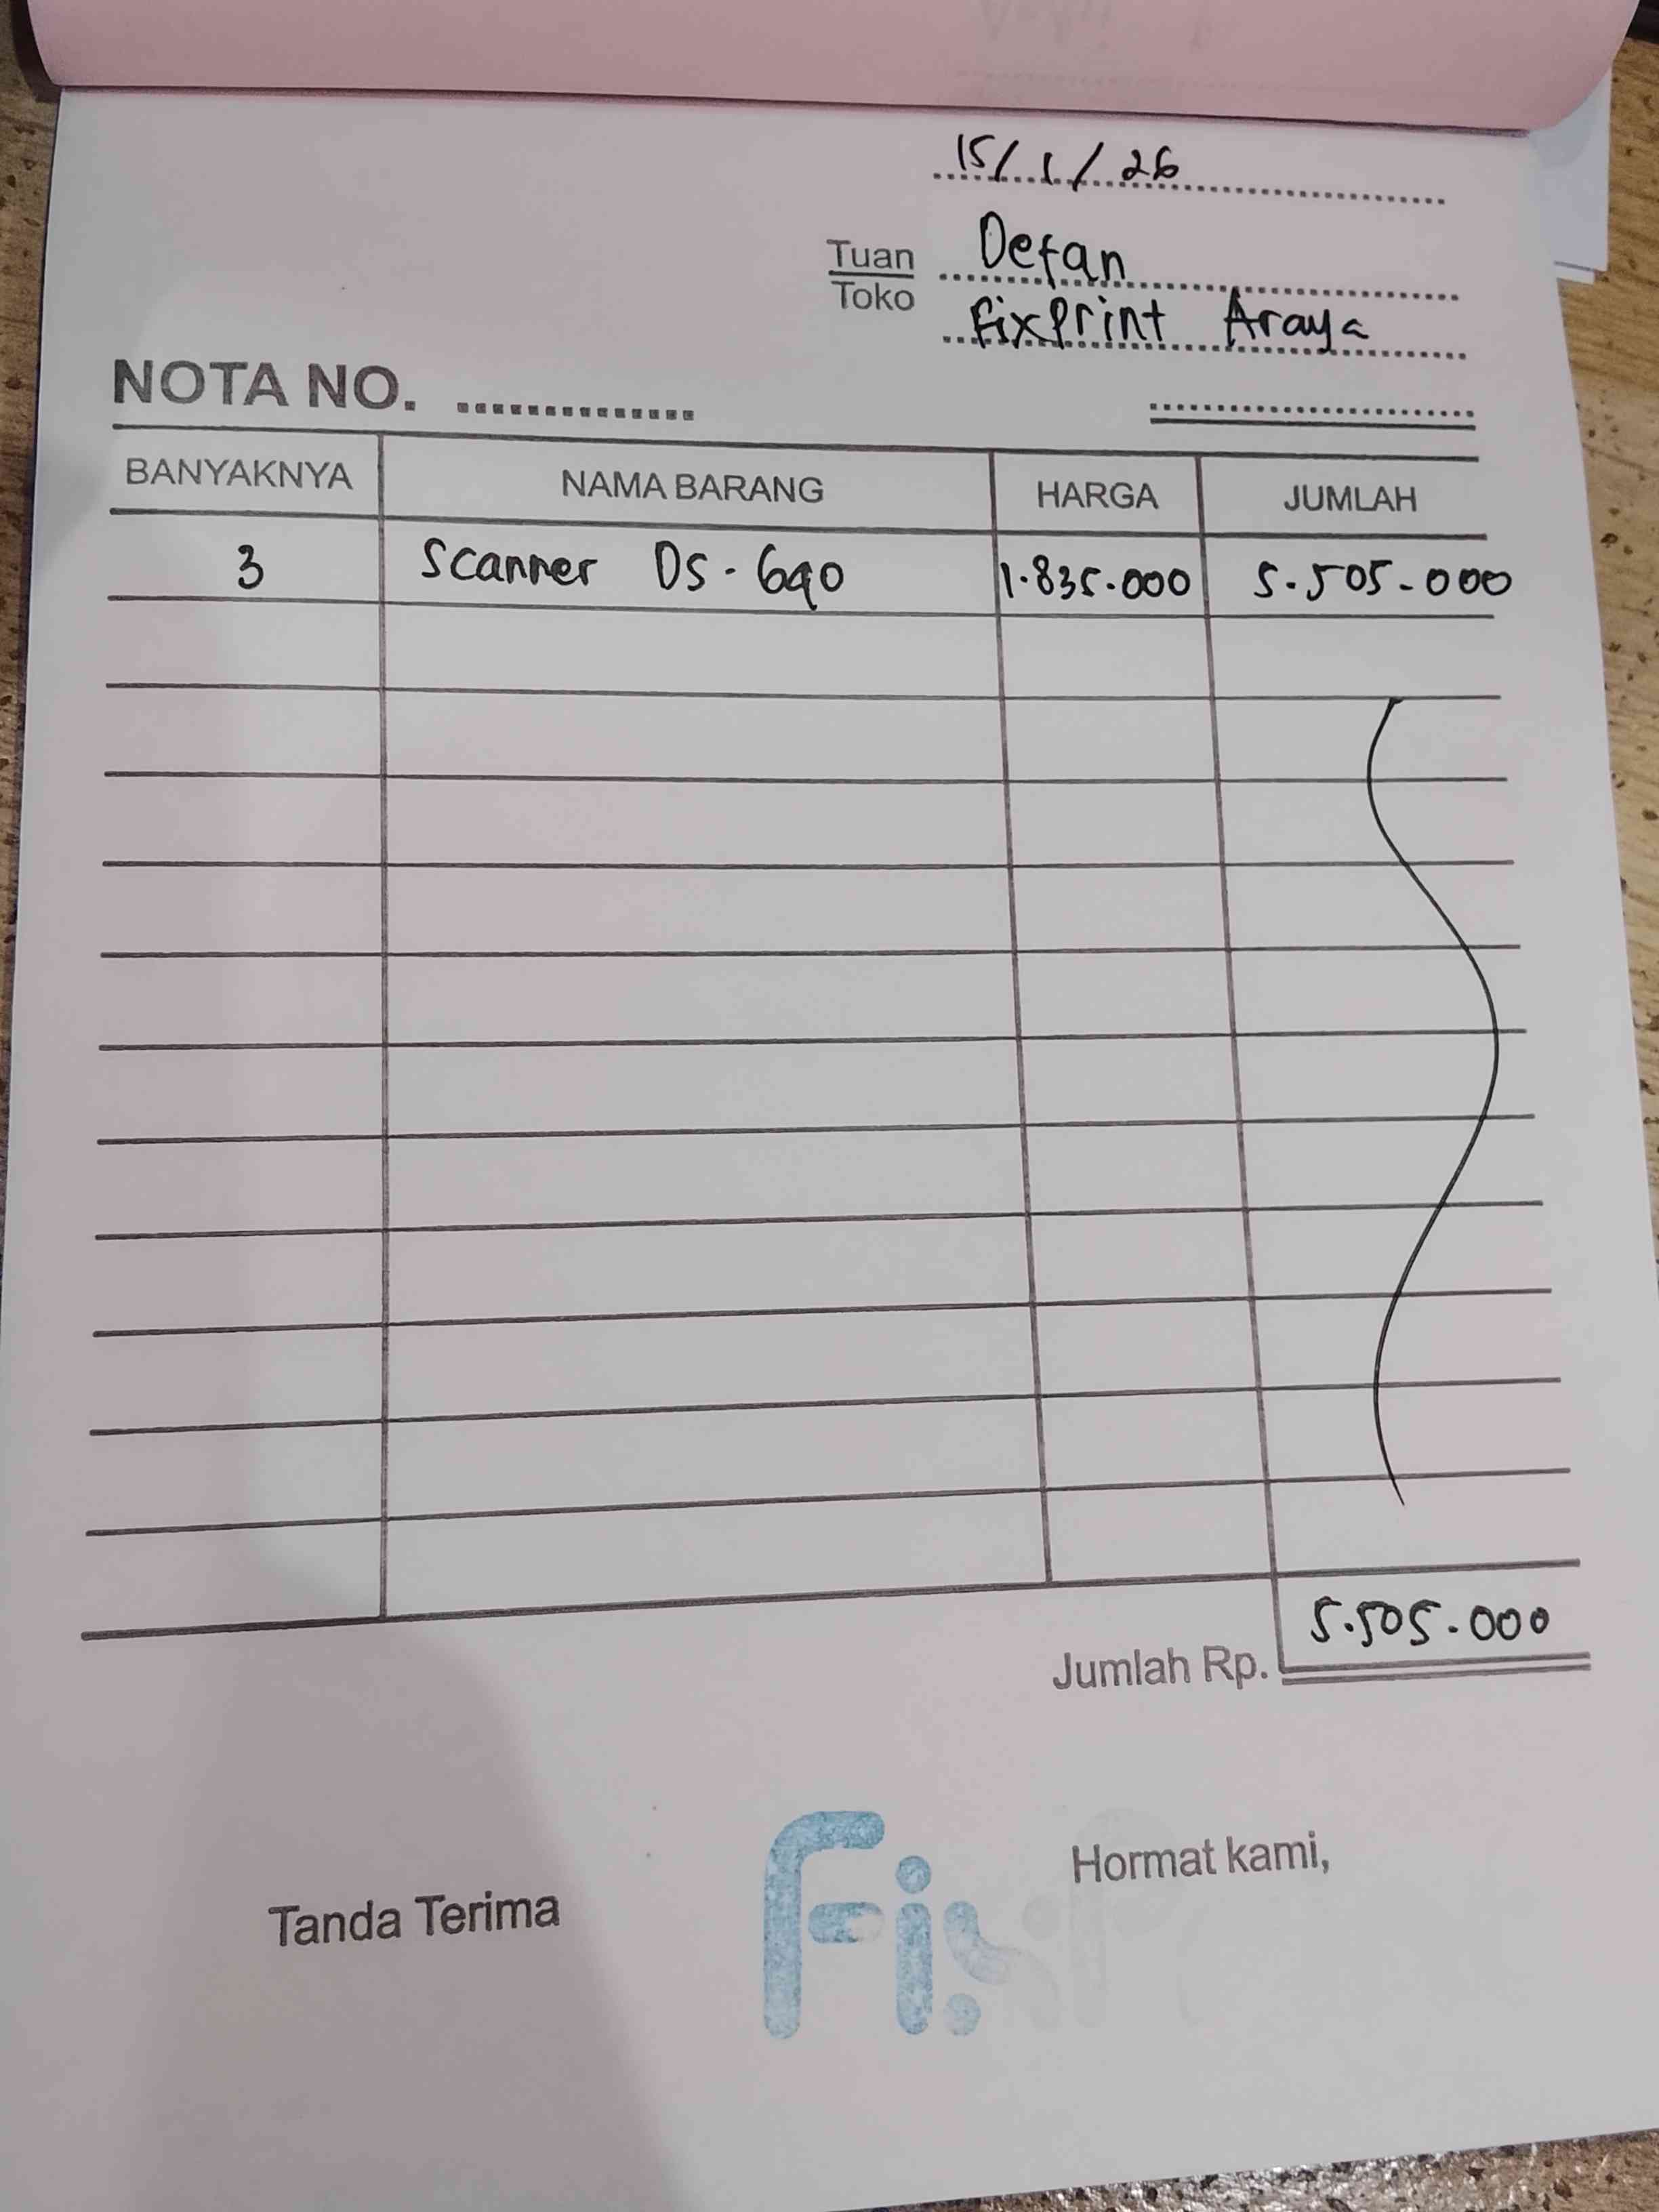 15/1/26
Tuan Defan
Toko
FixPrint Araya
NOTA NO. ................
BANYAKNYA NAMA BARANG HARGA JUMLAH
3 Scanner DS-690 1.835.000 5.505.000
Jumlah Rp. 5.505.000
Tanda Terima Hormat kami,
Fix